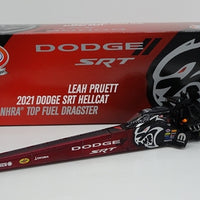 DODGE//
SRT
LEAH PRUETT
2021 DODGE SRT HELLCAT
NHRA TOP FUEL DRAGSTER
DODGE
SRT